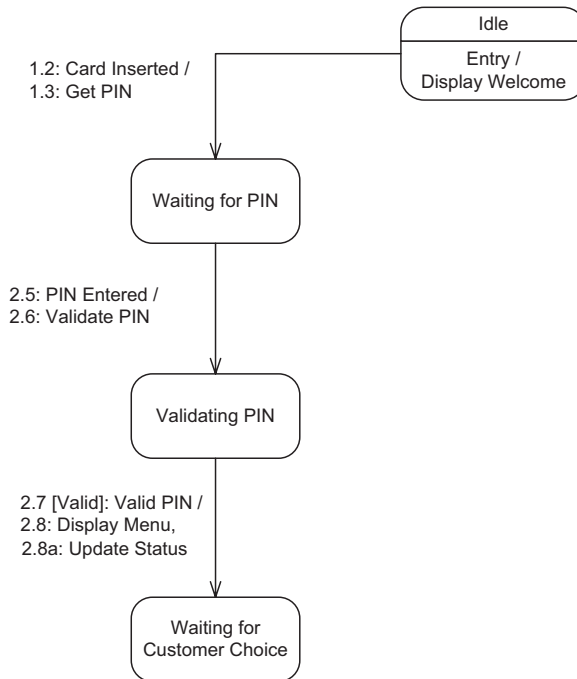 Idle
Entry /
Display Welcome
1.2: Card Inserted /
1.3: Get PIN
Waiting for PIN
2.5: PIN Entered /
2.6: Validate PIN
Validating PIN
2.7 [Valid]: Valid PIN /
2.8: Display Menu,
2.8a: Update Status
Waiting for
Customer Choice